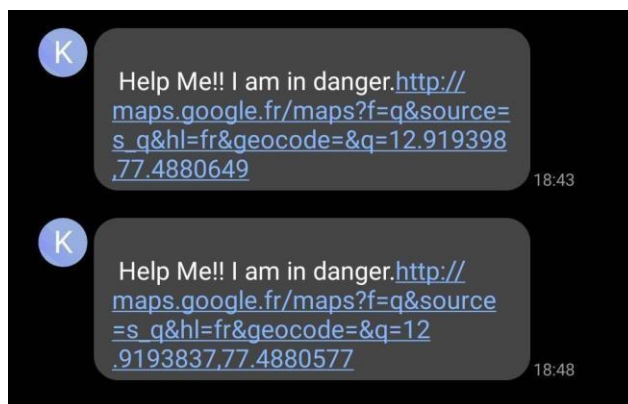 K
Help Me!! I am in danger.http://
maps.google.fr/maps?f=q&source=
s_q&hl=fr&geocode=&q=12.919398
,77.4880649
18:43
K
Help Me!! I am in danger.http://
maps.google.fr/maps?f=q&source
=s_q&hl=fr&geocode=&q=12
.9193837,77.4880577
18:48